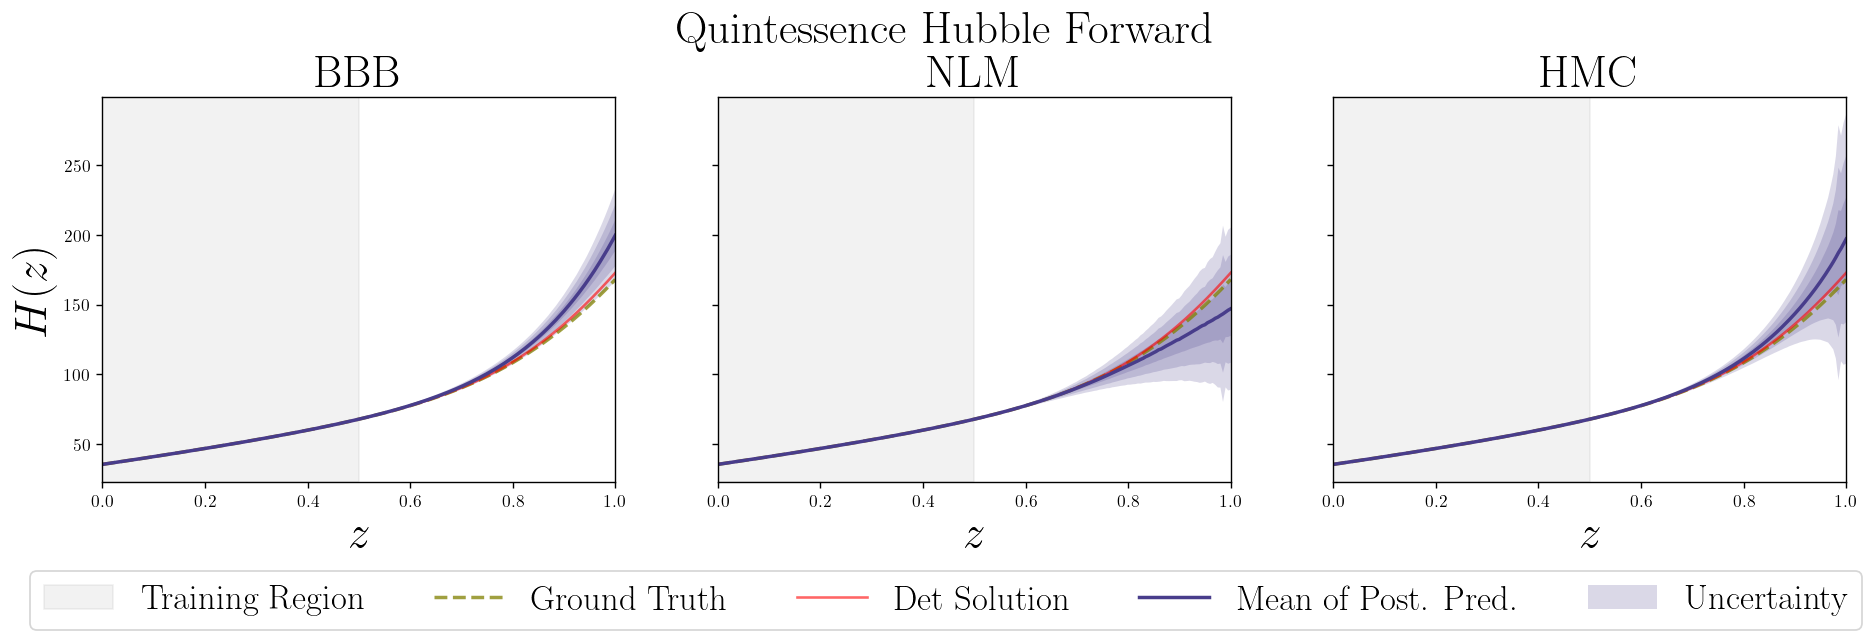 Quintessence Hubble Forward
BBB NLM HMC
H(z)
250
200
150
100
50
0.0 0.2 0.4 0.6 0.8 1.0 0.0 0.2 0.4 0.6 0.8 1.0 0.0 0.2 0.4 0.6 0.8 1.0
z z z
Training Region Ground Truth Det Solution Mean of Post. Pred. Uncertainty